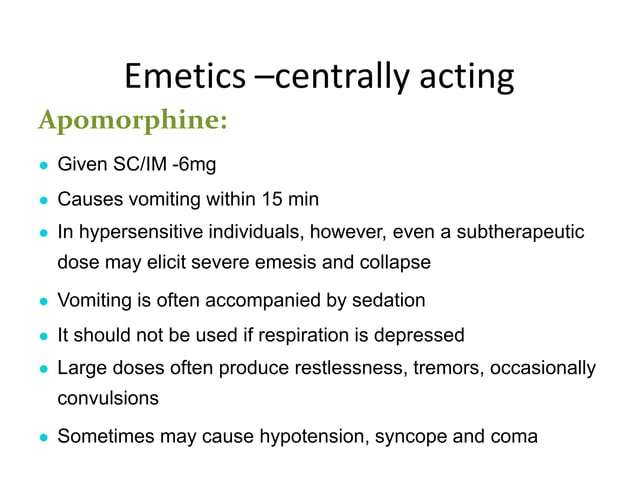 Emetics –centrally acting
Apomorphine:
● Given SC/IM -6mg
● Causes vomiting within 15 min
● In hypersensitive individuals, however, even a subtherapeutic
dose may elicit severe emesis and collapse
● Vomiting is often accompanied by sedation
● It should not be used if respiration is depressed
● Large doses often produce restlessness, tremors, occasionally
convulsions
● Sometimes may cause hypotension, syncope and coma